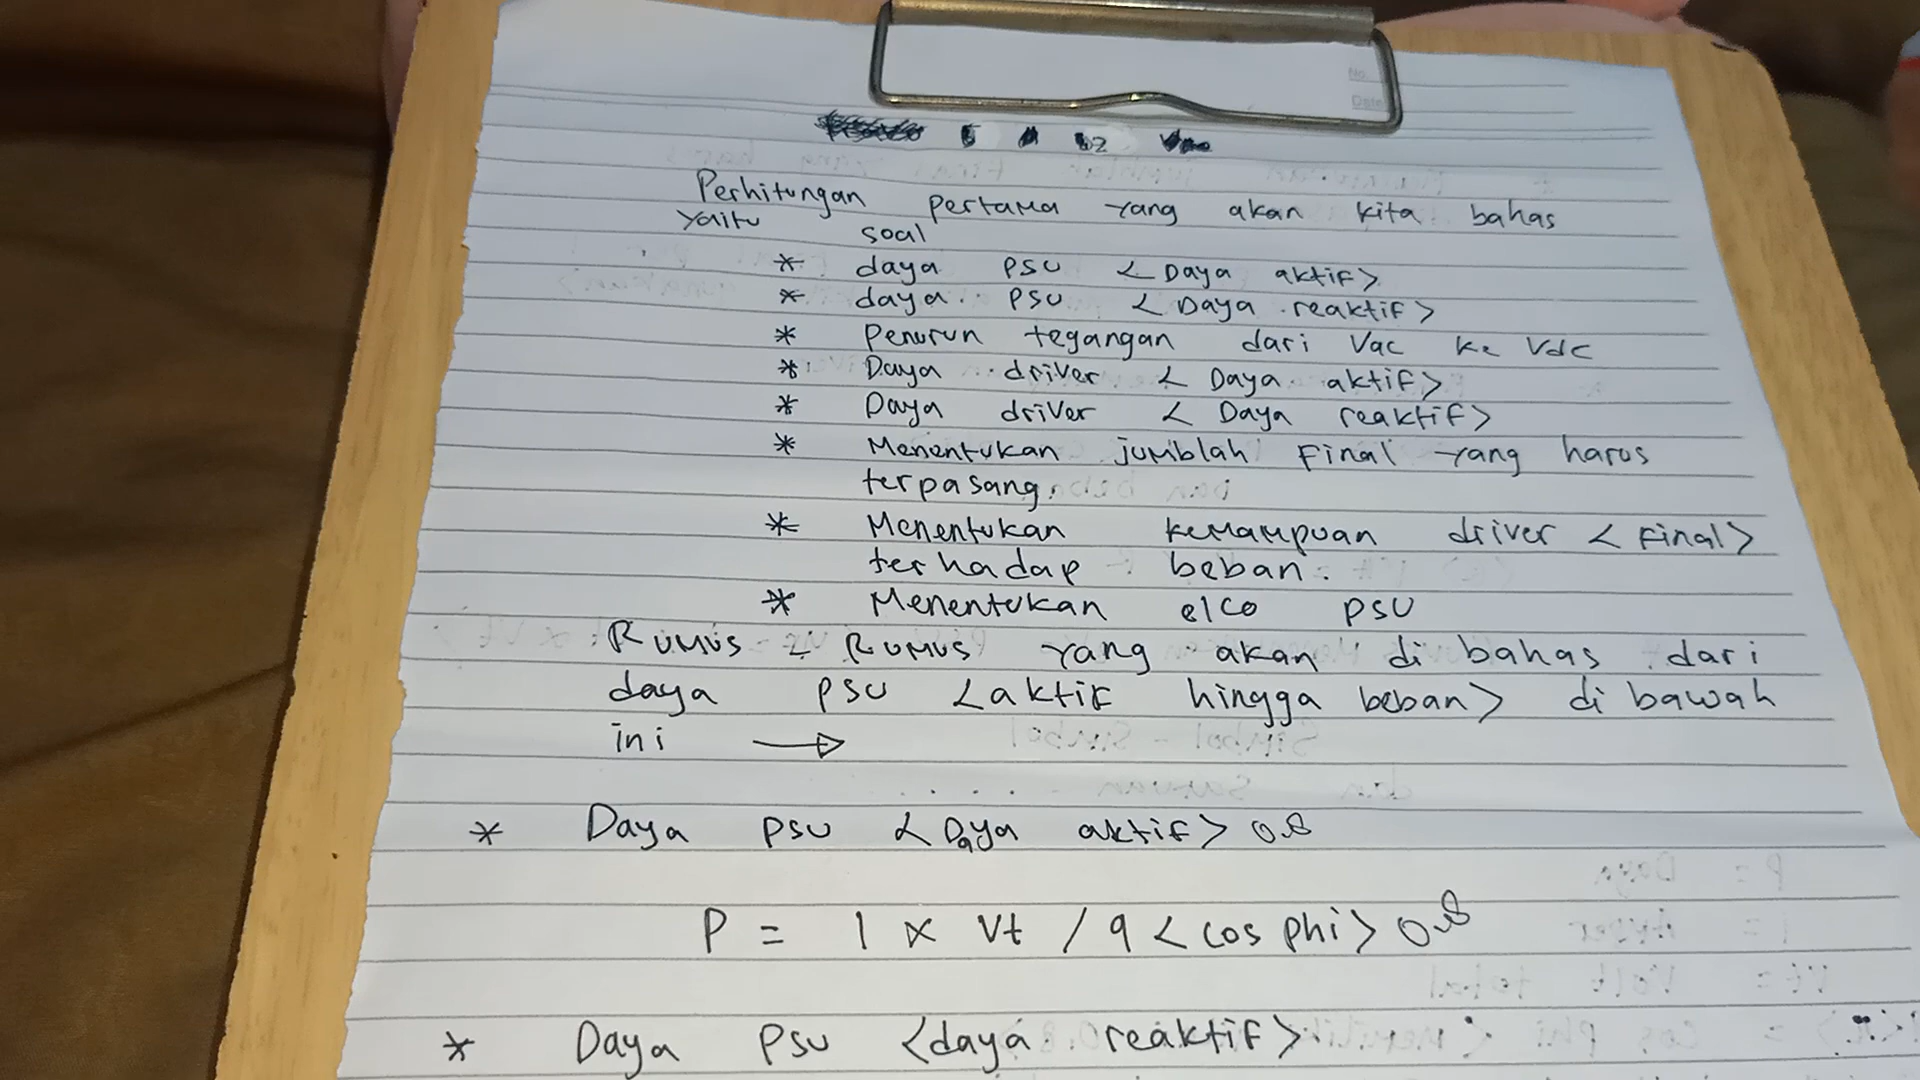 Perhitungan pertama yang akan kita bahas
yaitu soal
* daya PSU <Daya aktif>
* daya PSU <Daya reaktif>
* Penurun tegangan dari Vac ke Vdc
* Daya driver <Daya aktif>
* Daya driver <Daya reaktif>
* Menentukan jumblah Final yang harus
terpasang.
* Menentukan kemampuan driver <Final>
terhadap beban.
* Menentukan elco PSU
Rumus - Rumus yang akan di bahas dari
daya PSU <aktif hingga beban> di bawah
ini →
* Daya PSU <Daya aktif> 0.8
P = I x Vt / q <cos phi> 0.8
* Daya PSU <daya reaktif>